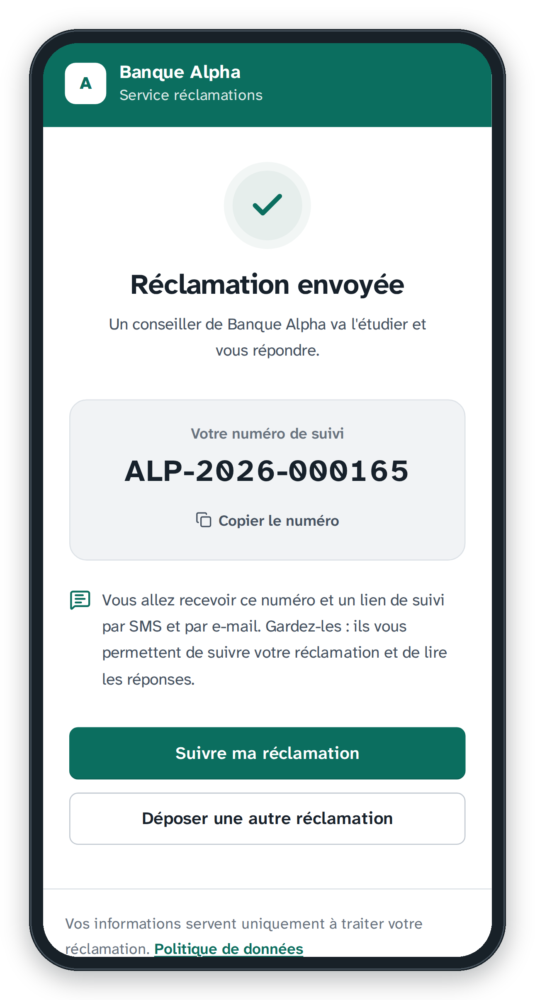 A
Banque Alpha
Service réclamations
Réclamation envoyée
Un conseiller de Banque Alpha va l'étudier et
vous répondre.
Votre numéro de suivi
ALP-2026-000165
Copier le numéro
Vous allez recevoir ce numéro et un lien de suivi
par SMS et par e-mail. Gardez-les : ils vous
permettent de suivre votre réclamation et de lire
les réponses.
Suivre ma réclamation
Déposer une autre réclamation
Vos informations servent uniquement à traiter votre
réclamation. Politique de données